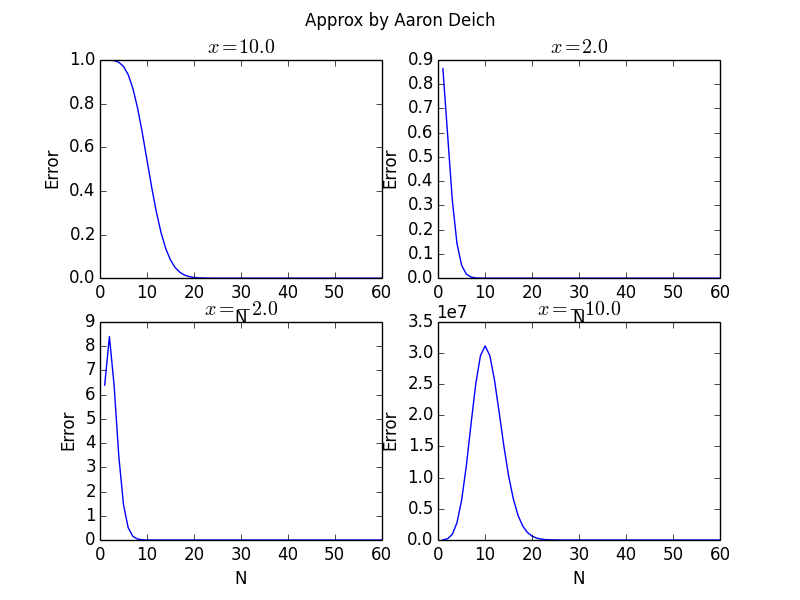 Approx by Aaron Deich
x=10.0
1.0
0.8
0.6
0.4
0.2
0.0
Error
0 10 20 30 40 50 60
N
x=2.0
0.9
0.8
0.7
0.6
0.5
0.4
0.3
0.2
0.1
0.0
Error
0 10 20 30 40 50 60
N
x=−2.0
9
8
7
6
5
4
3
2
1
0
Error
0 10 20 30 40 50 60
N
x=−10.0
1e7
3.5
3.0
2.5
2.0
1.5
1.0
0.5
0.0
Error
0 10 20 30 40 50 60
N